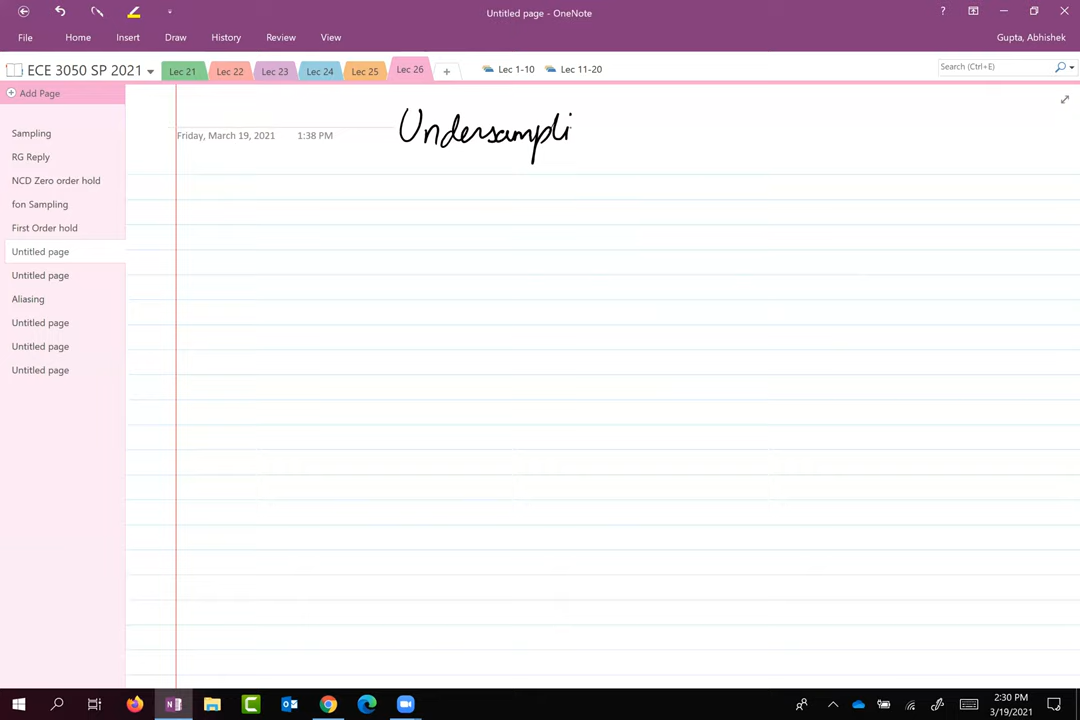 Untitled page - OneNote
?
File Home Insert Draw History Review View
Gupta, Abhishek
ECE 3050 SP 2021
Lec 21 Lec 22 Lec 23 Lec 24 Lec 25 Lec 26 + Lec 1-10 Lec 11-20
Search (Ctrl+E)
Add Page
Undersampli
Friday, March 19, 2021 1:38 PM
Sampling
RG Reply
NCD Zero order hold
fon Sampling
First Order hold
Untitled page
Untitled page
Aliasing
Untitled page
Untitled page
Untitled page
2:30 PM
3/19/2021